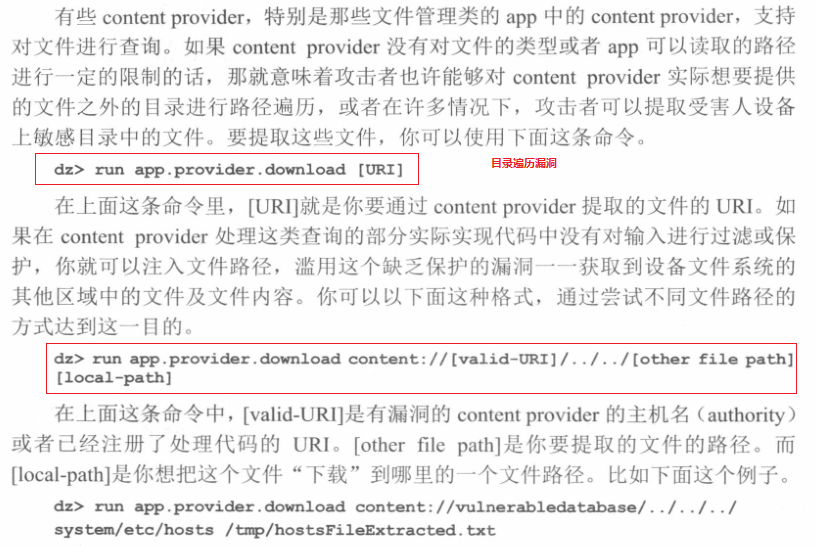 有些 content provider，特别是那些文件管理类的 app 中的 content provider，支持
对文件进行查询。如果 content provider 没有对文件的类型或者 app 可以读取的路径
进行一定的限制的话，那就意味着攻击者也许能够对 content provider 实际想要提供
的文件之外的目录进行路径遍历，或者在许多情况下，攻击者可以提取受害人设备
上敏感目录中的文件。要提取这些文件，你可以使用下面这条命令。
dz> run app.provider.download [URI]
目录遍历漏洞
在上面这条命令里，[URI]就是你要通过 content provider 提取的文件的 URI。如
果在 content provider 处理这类查询的部分实际实现代码中没有对输入进行过滤或保
护，你就可以注入文件路径，滥用这个缺乏保护的漏洞一一获取到设备文件系统的
其他区域中的文件及文件内容。你可以以下面这种格式，通过尝试不同文件路径的
方式达到这一目的。
dz> run app.provider.download content://[valid-URI]/../../[other file path]
[local-path]
在上面这条命令中，[valid-URI]是有漏洞的 content provider 的主机名（authority）
或者已经注册了处理代码的 URI。[other file path]是你要提取的文件的路径。而
[local-path]是你想把这个文件“下载”到哪里的一个文件路径。比如下面这个例子。
dz> run app.provider.download content://vulnerabledatabase/../../../
system/etc/hosts /tmp/hostsFileExtracted.txt